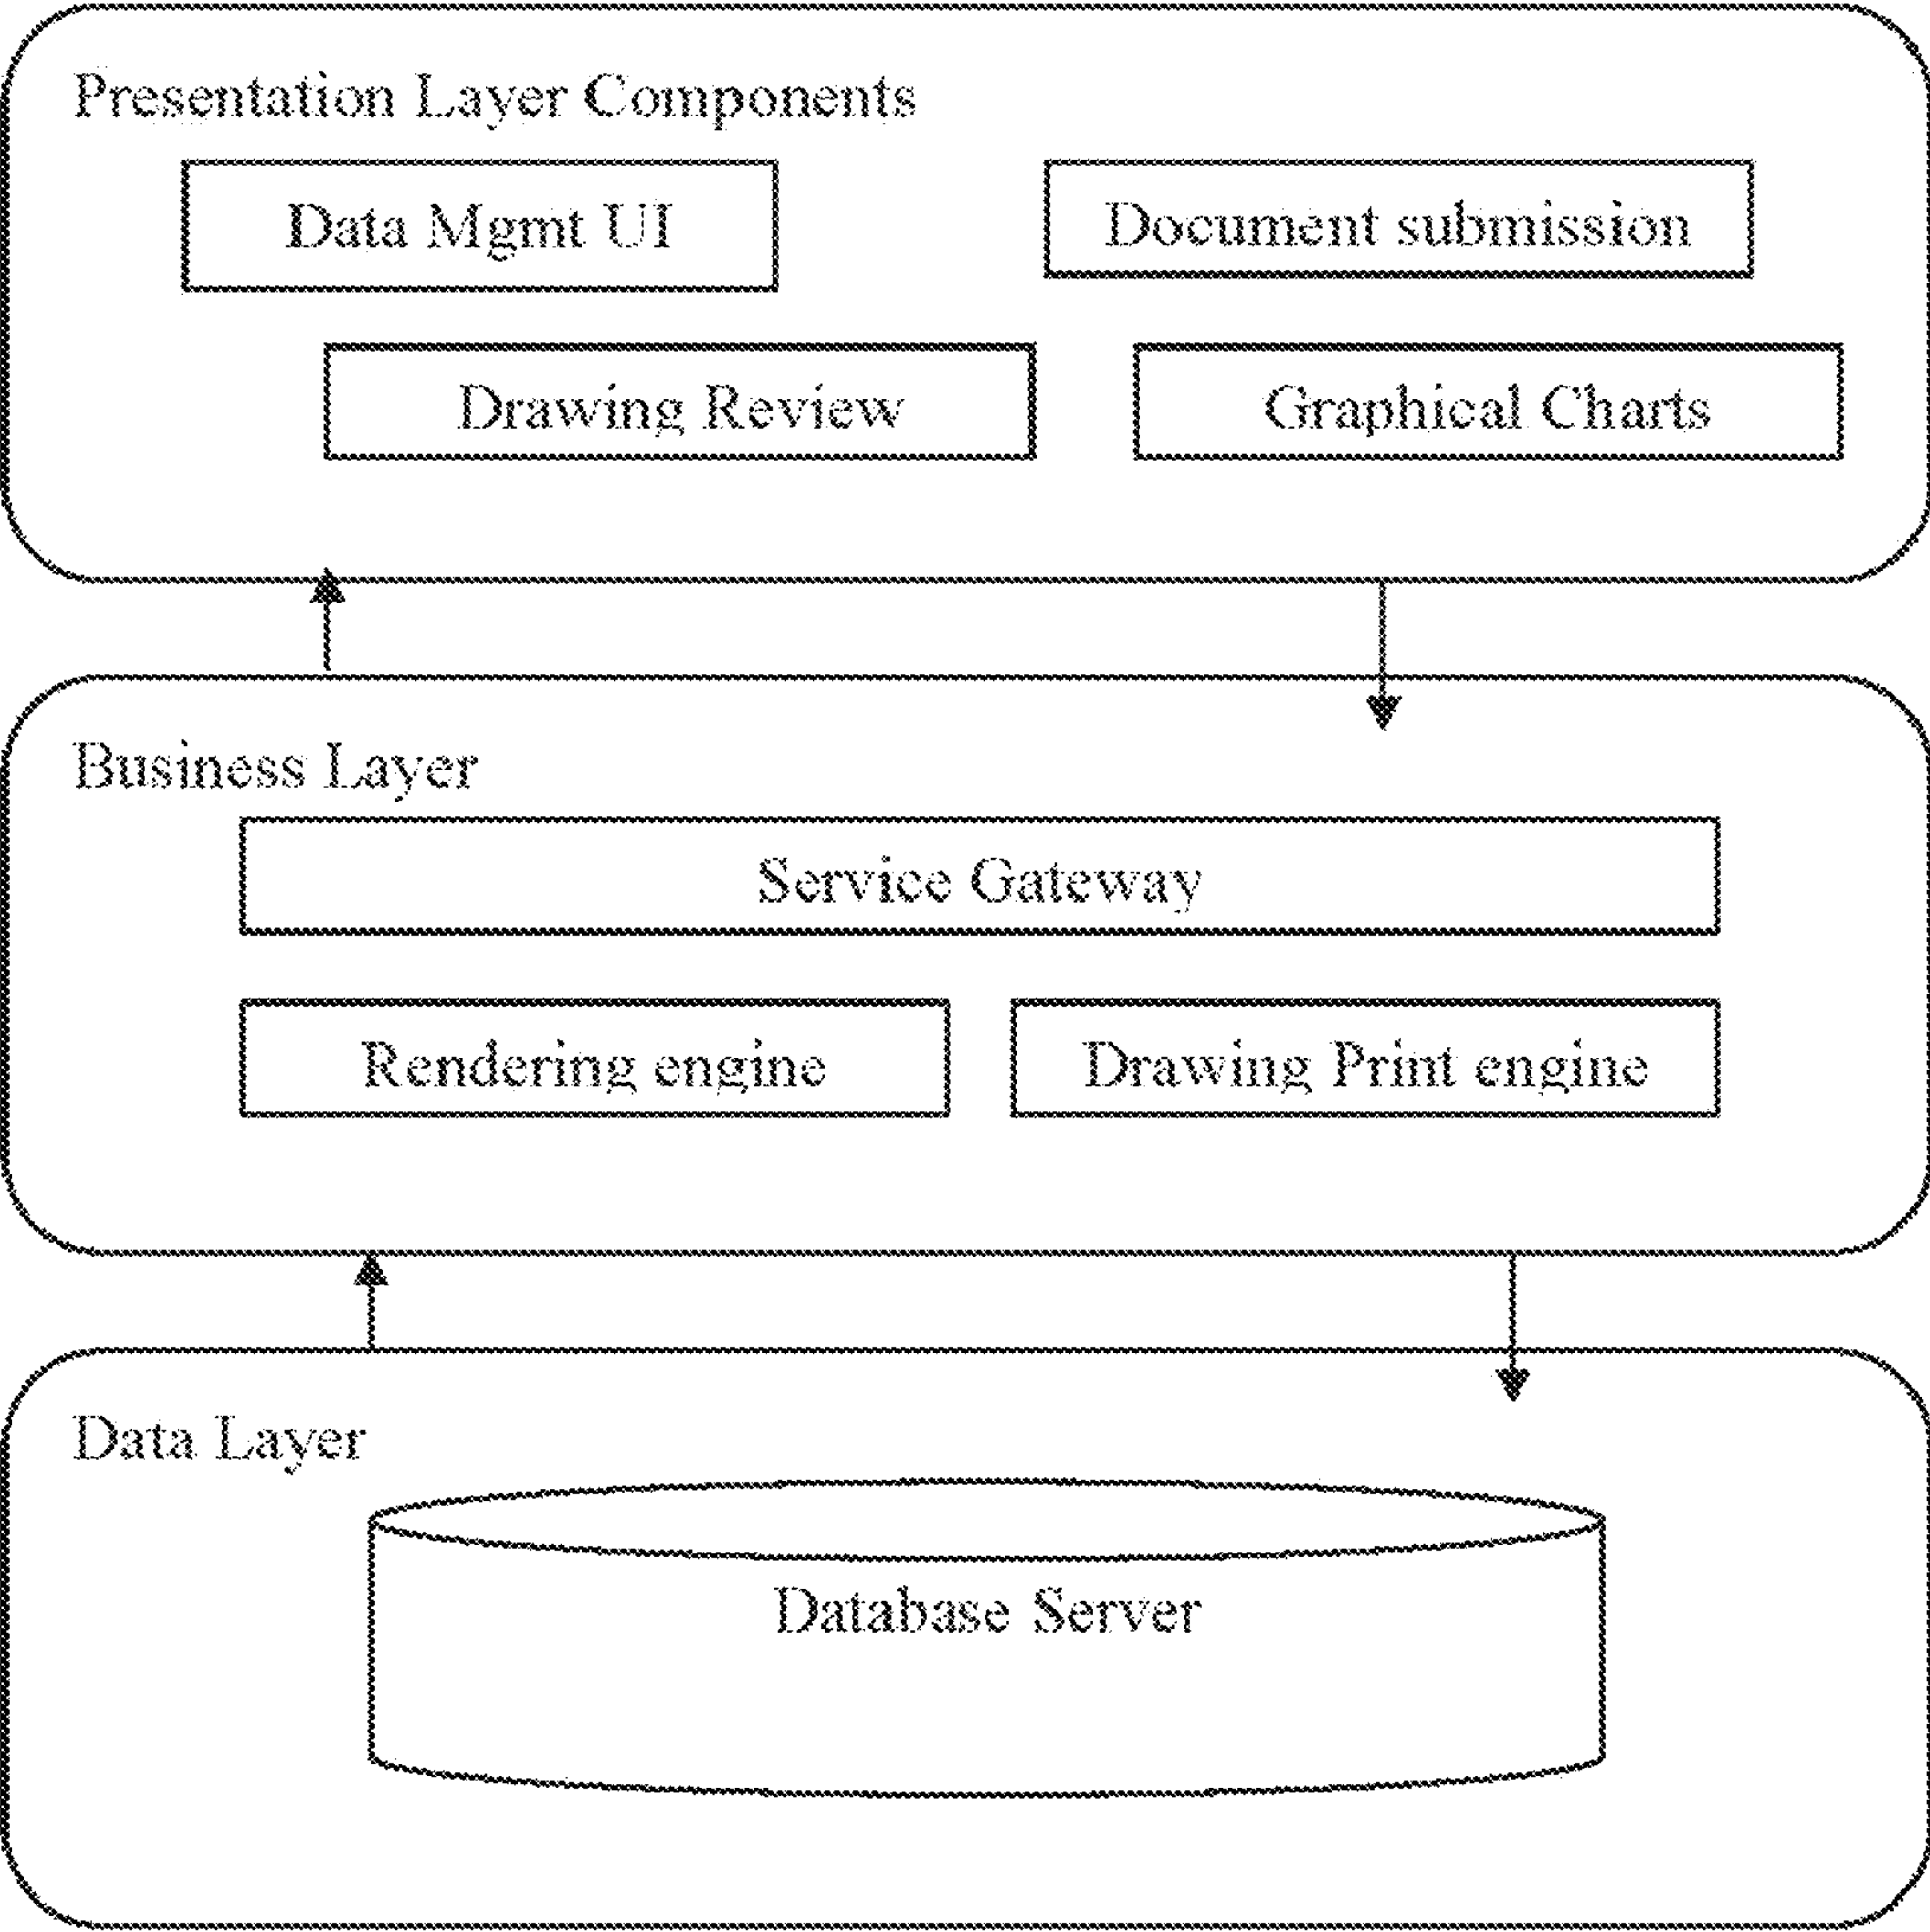 Presentation Layer Components
Data Mgmt UI
Document submission
Drawing Review
Graphical Charts
Business Layer
Service Gateway
Rendering engine
Drawing Print engine
Data Layer
Database Server